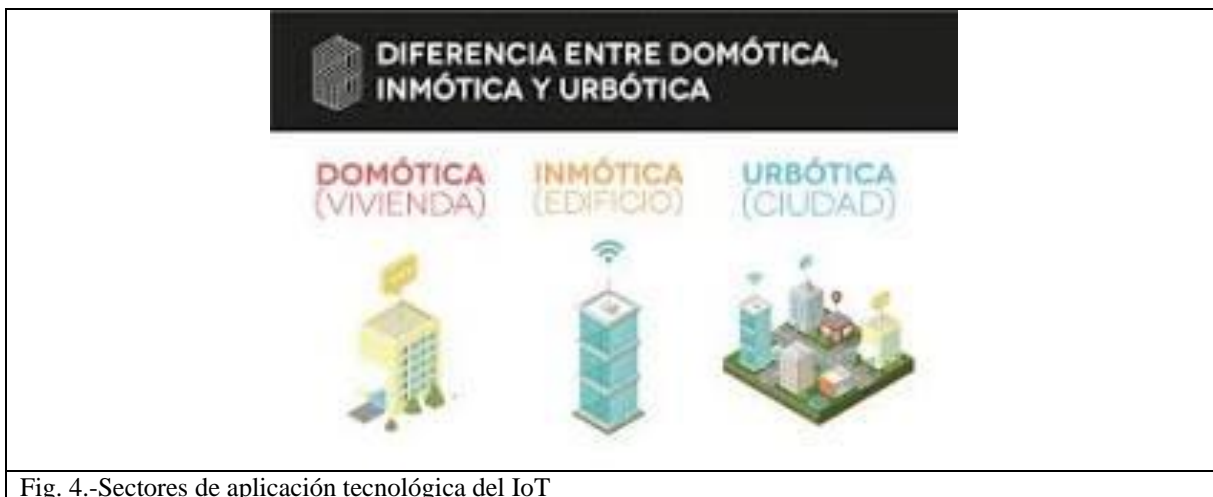 DIFERENCIA ENTRE DOMÓTICA,
INMÓTICA Y URBÓTICA
DOMÓTICA
(VIVIENDA)
INMÓTICA
(EDIFICIO)
URBÓTICA
(CIUDAD)
Fig. 4.-Sectores de aplicación tecnológica del IoT